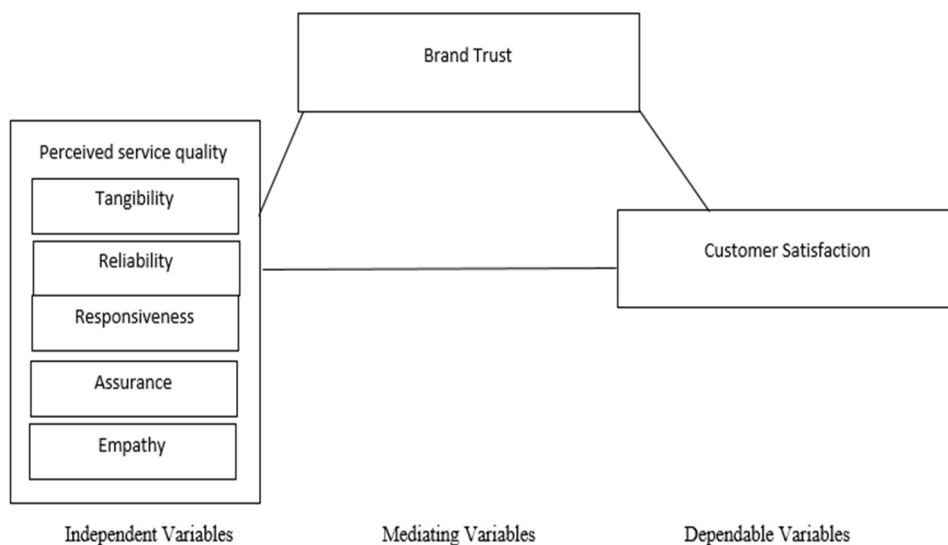 Brand Trust
Perceived service quality
Tangibility
Reliability
Responsiveness
Assurance
Empathy
Customer Satisfaction
Independent Variables
Mediating Variables
Dependable Variables